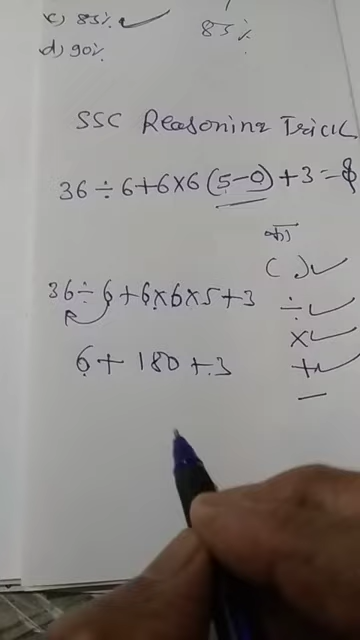 c) 85% ✓
85%
d) 90%
SSC Reasoning Trick
36 ÷ 6 + 6 × 6 (5 - 0) + 3 =
का
( ) ✓
36 ÷ 6 + 6 × 6 × 5 + 3
÷ ✓
× ✓
6 + 180 + 3
+ ✓
-